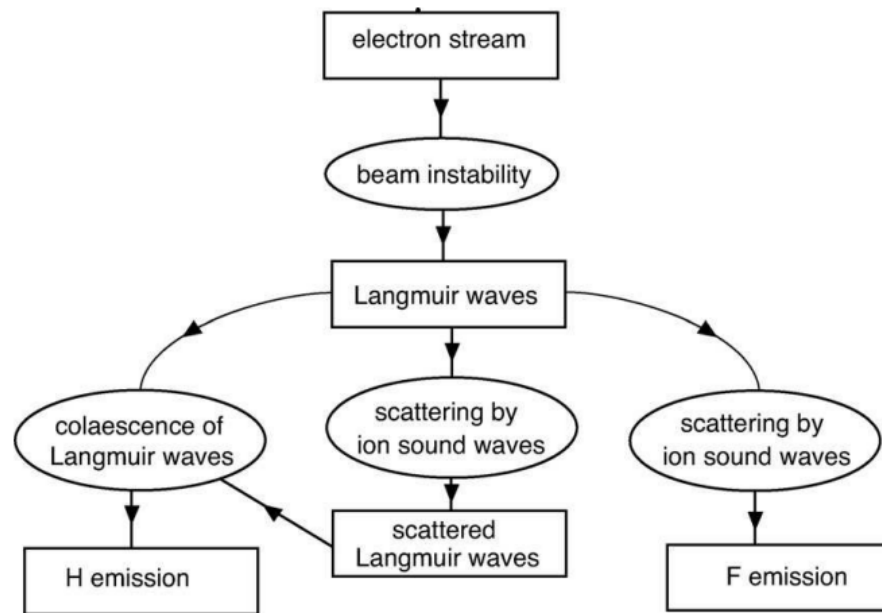 electron stream
beam instability
Langmuir waves
colaescence of
Langmuir waves
scattering by
ion sound waves
scattering by
ion sound waves
scattered
Langmuir waves
H emission
F emission